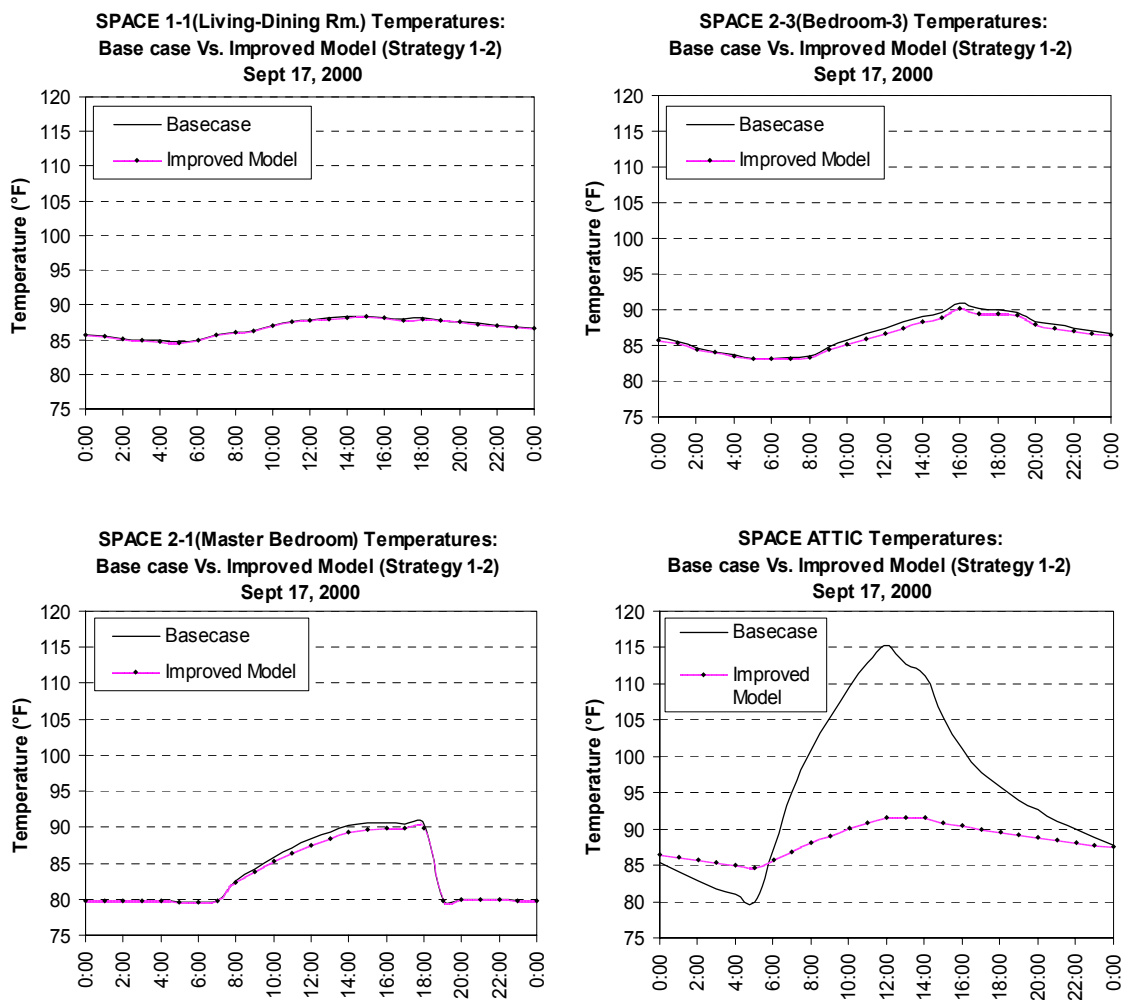 SPACE 1-1(Living-Dining Rm.) Temperatures:
Base case Vs. Improved Model (Strategy 1-2)
Sept 17, 2000
Temperature (°F)
120
115
110
105
100
95
90
85
80
75
Basecase
Improved Model
0:00 2:00 4:00 6:00 8:00 10:00 12:00 14:00 16:00 18:00 20:00 22:00 0:00
SPACE 2-3(Bedroom-3) Temperatures:
Base case Vs. Improved Model (Strategy 1-2)
Sept 17, 2000
Temperature (°F)
120
115
110
105
100
95
90
85
80
75
Basecase
Improved Model
0:00 2:00 4:00 6:00 8:00 10:00 12:00 14:00 16:00 18:00 20:00 22:00 0:00
SPACE 2-1(Master Bedroom) Temperatures:
Base case Vs. Improved Model (Strategy 1-2)
Sept 17, 2000
Temperature (°F)
120
115
110
105
100
95
90
85
80
75
Basecase
Improved Model
0:00 2:00 4:00 6:00 8:00 10:00 12:00 14:00 16:00 18:00 20:00 22:00 0:00
SPACE ATTIC Temperatures:
Base case Vs. Improved Model (Strategy 1-2)
Sept 17, 2000
Temperature (°F)
120
115
110
105
100
95
90
85
80
75
Basecase
Improved
Model
0:00 2:00 4:00 6:00 8:00 10:00 12:00 14:00 16:00 18:00 20:00 22:00 0:00